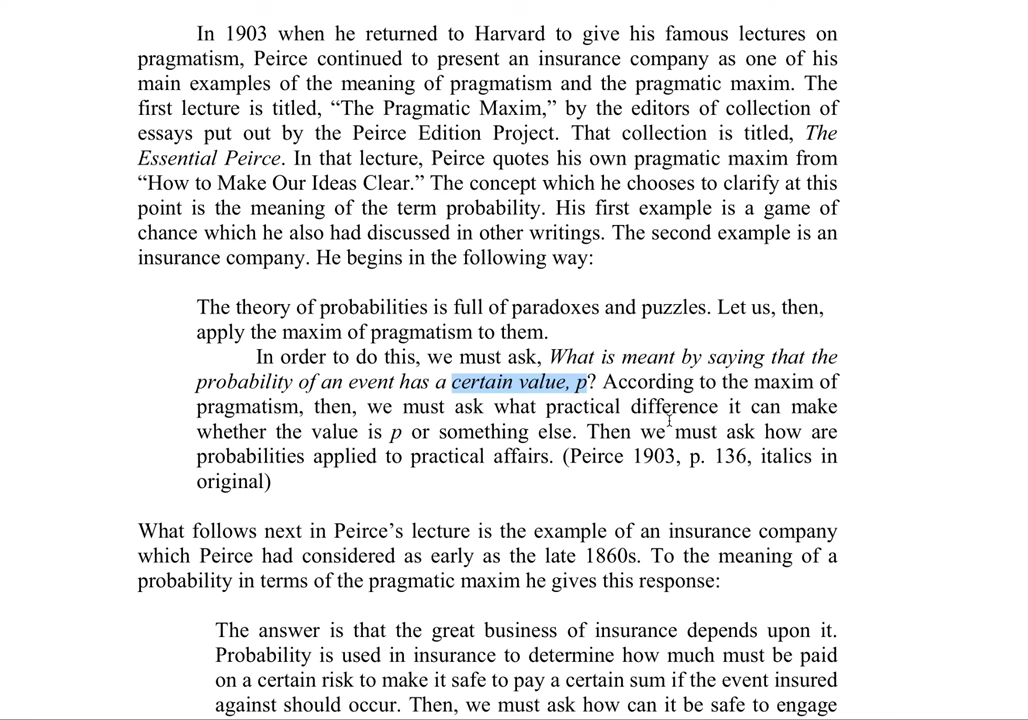 In 1903 when he returned to Harvard to give his famous lectures on
pragmatism, Peirce continued to present an insurance company as one of his
main examples of the meaning of pragmatism and the pragmatic maxim. The
first lecture is titled, “The Pragmatic Maxim,” by the editors of collection of
essays put out by the Peirce Edition Project. That collection is titled, The
Essential Peirce. In that lecture, Peirce quotes his own pragmatic maxim from
“How to Make Our Ideas Clear.” The concept which he chooses to clarify at this
point is the meaning of the term probability. His first example is a game of
chance which he also had discussed in other writings. The second example is an
insurance company. He begins in the following way:
The theory of probabilities is full of paradoxes and puzzles. Let us, then,
apply the maxim of pragmatism to them.
In order to do this, we must ask, What is meant by saying that the
probability of an event has a certain value, p? According to the maxim of
pragmatism, then, we must ask what practical difference it can make
whether the value is p or something else. Then we must ask how are
probabilities applied to practical affairs. (Peirce 1903, p. 136, italics in
original)
What follows next in Peirce’s lecture is the example of an insurance company
which Peirce had considered as early as the late 1860s. To the meaning of a
probability in terms of the pragmatic maxim he gives this response:
The answer is that the great business of insurance depends upon it.
Probability is used in insurance to determine how much must be paid
on a certain risk to make it safe to pay a certain sum if the event insured
against should occur. Then, we must ask how can it be safe to engage